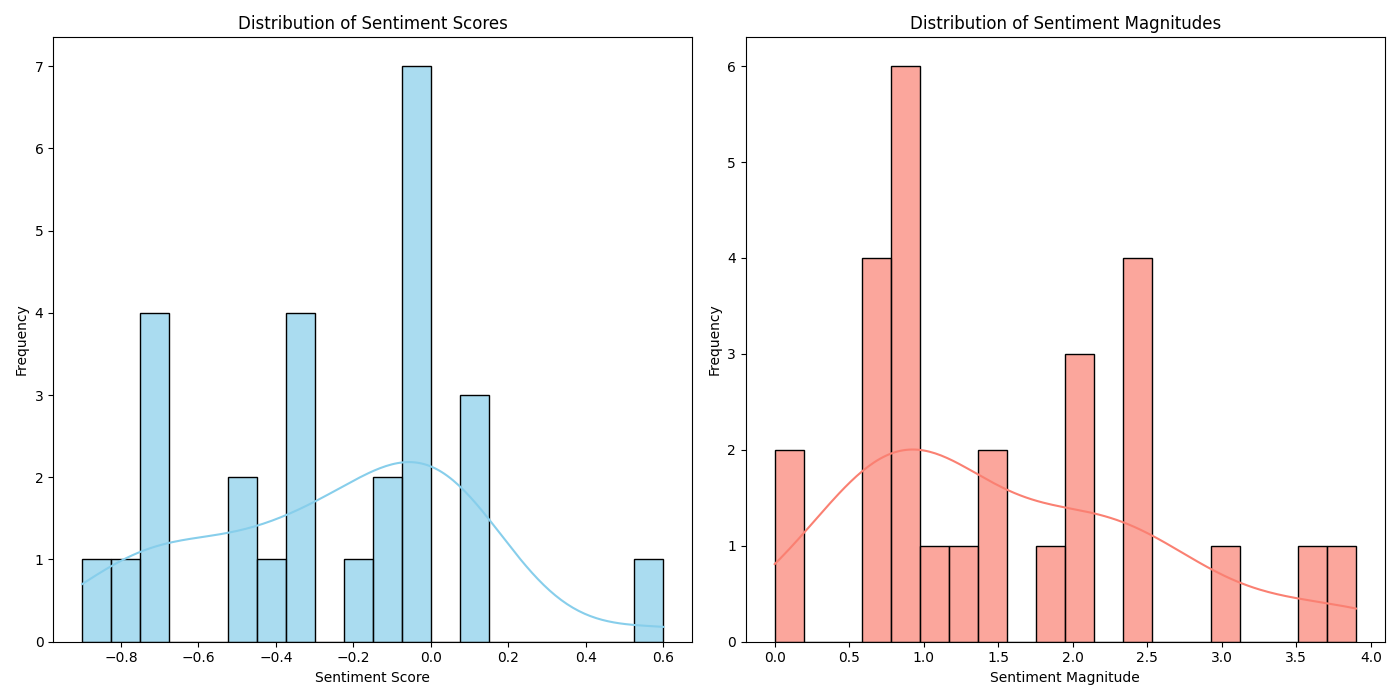 Distribution of Sentiment Scores
Frequency
7
6
5
4
3
2
1
0
−0.8 −0.6 −0.4 −0.2 0.0 0.2 0.4 0.6
Sentiment Score
Distribution of Sentiment Magnitudes
Frequency
6
5
4
3
2
1
0
0.0 0.5 1.0 1.5 2.0 2.5 3.0 3.5 4.0
Sentiment Magnitude